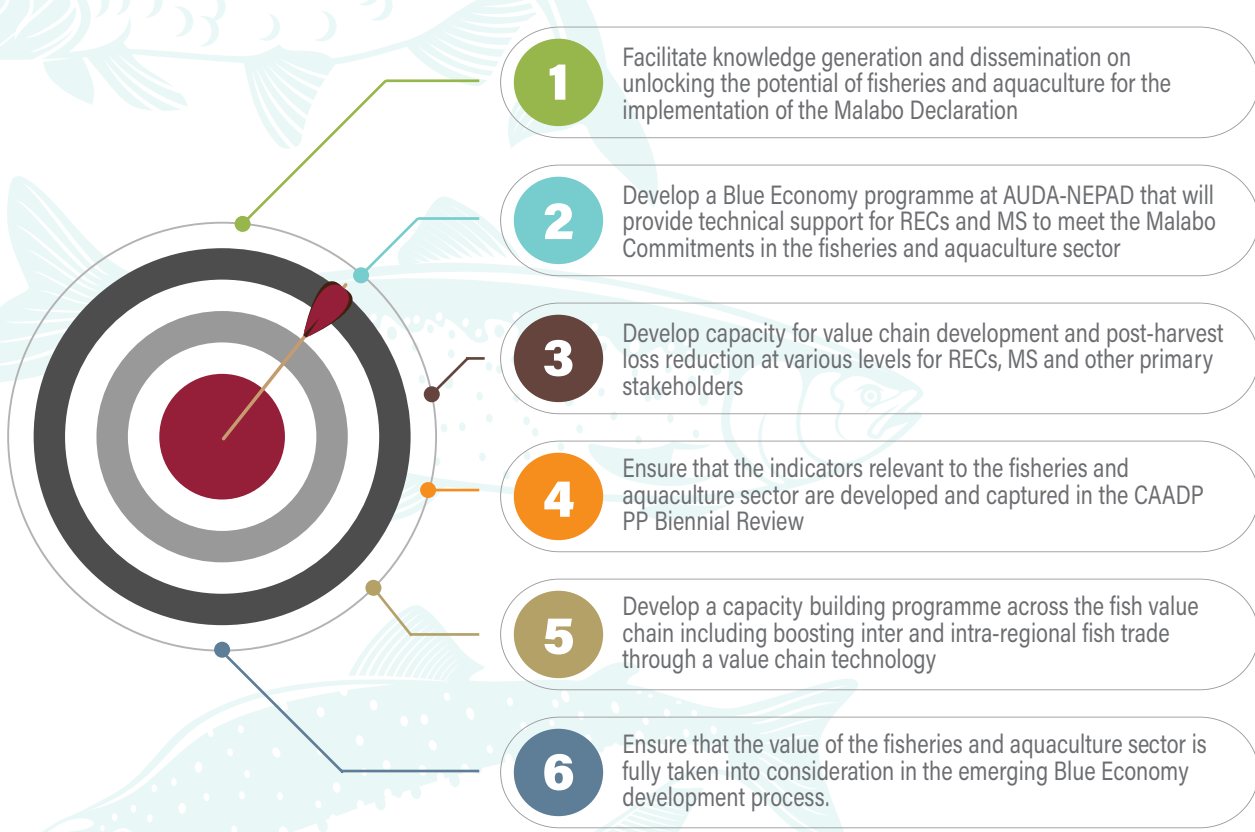 1
Facilitate knowledge generation and dissemination on
unlocking the potential of fisheries and aquaculture for the
implementation of the Malabo Declaration
2
Develop a Blue Economy programme at AUDA-NEPAD that will
provide technical support for RECs and MS to meet the Malabo
Commitments in the fisheries and aquaculture sector
3
Develop capacity for value chain development and post-harvest
loss reduction at various levels for RECs, MS and other primary
stakeholders
4
Ensure that the indicators relevant to the fisheries and
aquaculture sector are developed and captured in the CAADP
PP Biennial Review
5
Develop a capacity building programme across the fish value
chain including boosting inter and intra-regional fish trade
through a value chain technology
6
Ensure that the value of the fisheries and aquaculture sector is
fully taken into consideration in the emerging Blue Economy
development process.